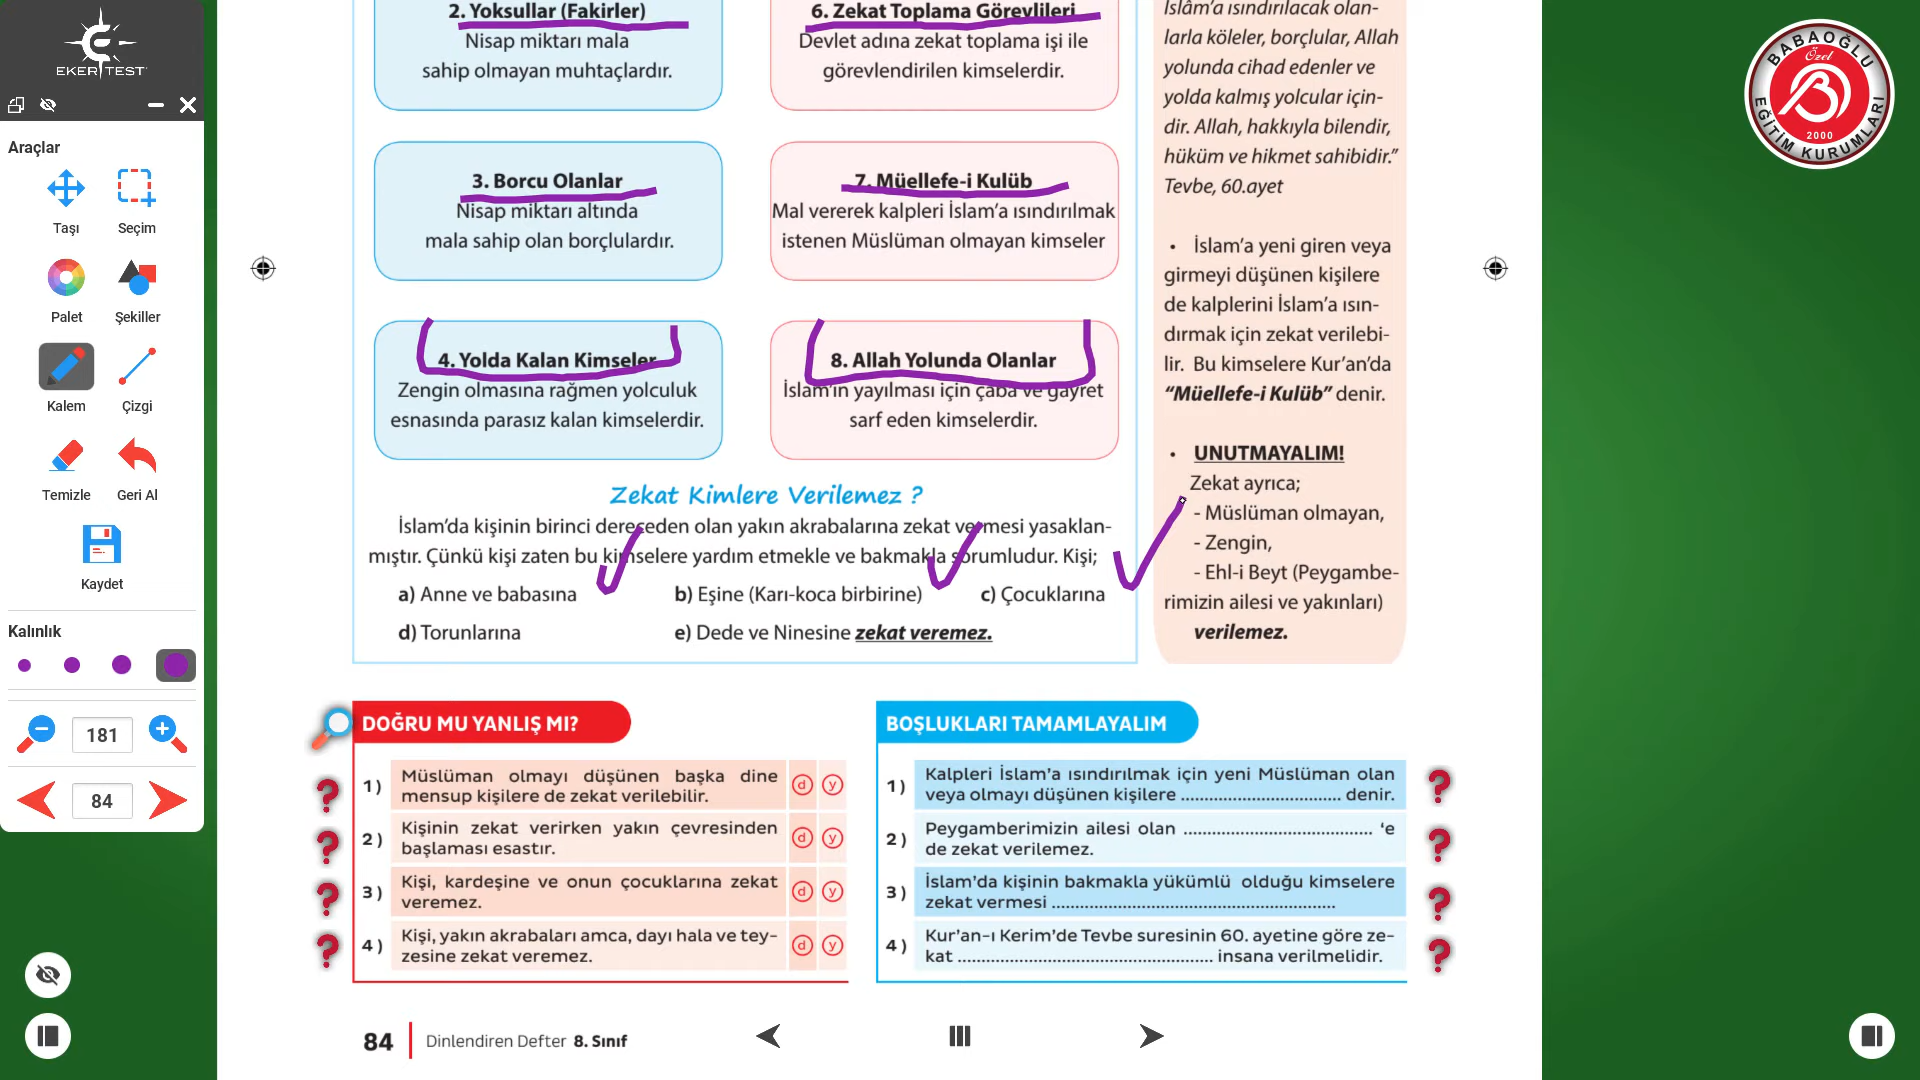 EKER TEST
Araçlar
Taşı
Seçim
Palet
Şekiller
Kalem
Çizgi
Temizle
Geri Al
Kaydet
Kalınlık
181
84
2. Yoksullar (Fakirler)
Nisap miktarı mala
sahip olmayan muhtaçlardır.
6. Zekat Toplama Görevlileri
Devlet adına zekat toplama işi ile
görevlendirilen kimselerdir.
3. Borcu Olanlar
Nisap miktarı altında
mala sahip olan borçlulardır.
7. Müellefe-i Kulüb
Mal vererek kalpleri İslam’a ısındırılmak
istenen Müslüman olmayan kimseler
4. Yolda Kalan Kimseler
Zengin olmasına rağmen yolculuk
esnasında parasız kalan kimselerdir.
8. Allah Yolunda Olanlar
İslam’ın yayılması için çaba ve gayret
sarf eden kimselerdir.
Zekat Kimlere Verilemez ?
İslam’da kişinin birinci dereceden olan yakın akrabalarına zekat vermesi yasaklan-
mıştır. Çünkü kişi zaten bu kimselere yardım etmekle ve bakmakla sorumludur. Kişi;
a) Anne ve babasına
b) Eşine (Karı-koca birbirine)
c) Çocuklarına
d) Torunlarına
e) Dede ve Ninesine zekat veremez.
İslâm’a ısındırılacak olan-
larla köleler, borçlular, Allah
yolunda cihad edenler ve
yolda kalmış yolcular için-
dir. Allah, hakkıyla bilendir,
hüküm ve hikmet sahibidir.”
Tevbe, 60.ayet
• İslam’a yeni giren veya
girmeyi düşünen kişilere
de kalplerini İslam’a ısın-
dırmak için zekat verilebi-
lir. Bu kimselere Kur’an’da
“Müellefe-i Kulüb” denir.
• UNUTMAYALIM!
Zekat ayrıca;
- Müslüman olmayan,
- Zengin,
- Ehl-i Beyt (Peygambe-
rimizin ailesi ve yakınları)
verilemez.
DOĞRU MU YANLIŞ MI?
1) Müslüman olmayı düşünen başka dine
mensup kişilere de zekat verilebilir. d y
2) Kişinin zekat verirken yakın çevresinden
başlaması esastır. d y
3) Kişi, kardeşine ve onun çocuklarına zekat
veremez. d y
4) Kişi, yakın akrabaları amca, dayı hala ve tey-
zesine zekat veremez. d y
BOŞLUKLARI TAMAMLAYALIM
1) Kalpleri İslam’a ısındırılmak için yeni Müslüman olan
veya olmayı düşünen kişilere ................................ denir.
2) Peygamberimizin ailesi olan ...................................... ‘e
de zekat verilemez.
3) İslam’da kişinin bakmakla yükümlü olduğu kimselere
zekat vermesi .........................................................
4) Kur’an-ı Kerim’de Tevbe suresinin 60. ayetine göre ze-
kat ................................................... insana verilmelidir.
84 Dinlendiren Defter 8. Sınıf
BABAOĞLU
Özel
B
2000
EĞİTİM KURUMLARI